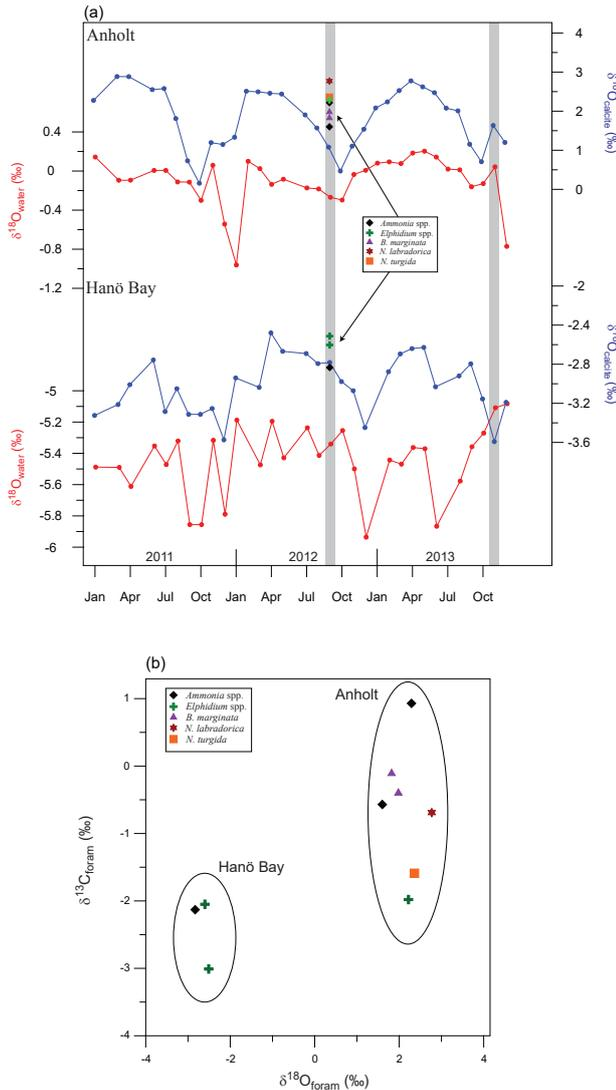 (a)
Anholt
4
3
2
1
0
δ18Ocalcite (‰)
0.4
0
-0.4
-0.8
-1.2
δ18Owater (‰)
Ammonia spp.
Elphidium spp.
B. marginata
N. labradorica
N. turgida
Hanö Bay
-2
-2.4
-2.8
-3.2
-3.6
δ18Ocalcite (‰)
-5
-5.2
-5.4
-5.6
-5.8
-6
δ18Owater (‰)
2011 2012 2013
Jan Apr Jul Oct Jan Apr Jul Oct Jan Apr Jul Oct
(b)
Ammonia spp.
Elphidium spp.
B. marginata
N. labradorica
N. turgida
Anholt
Hanö Bay
1
0
-1
-2
-3
-4
δ13Cforam (‰)
-4 -2 0 2 4
δ18Oforam (‰)